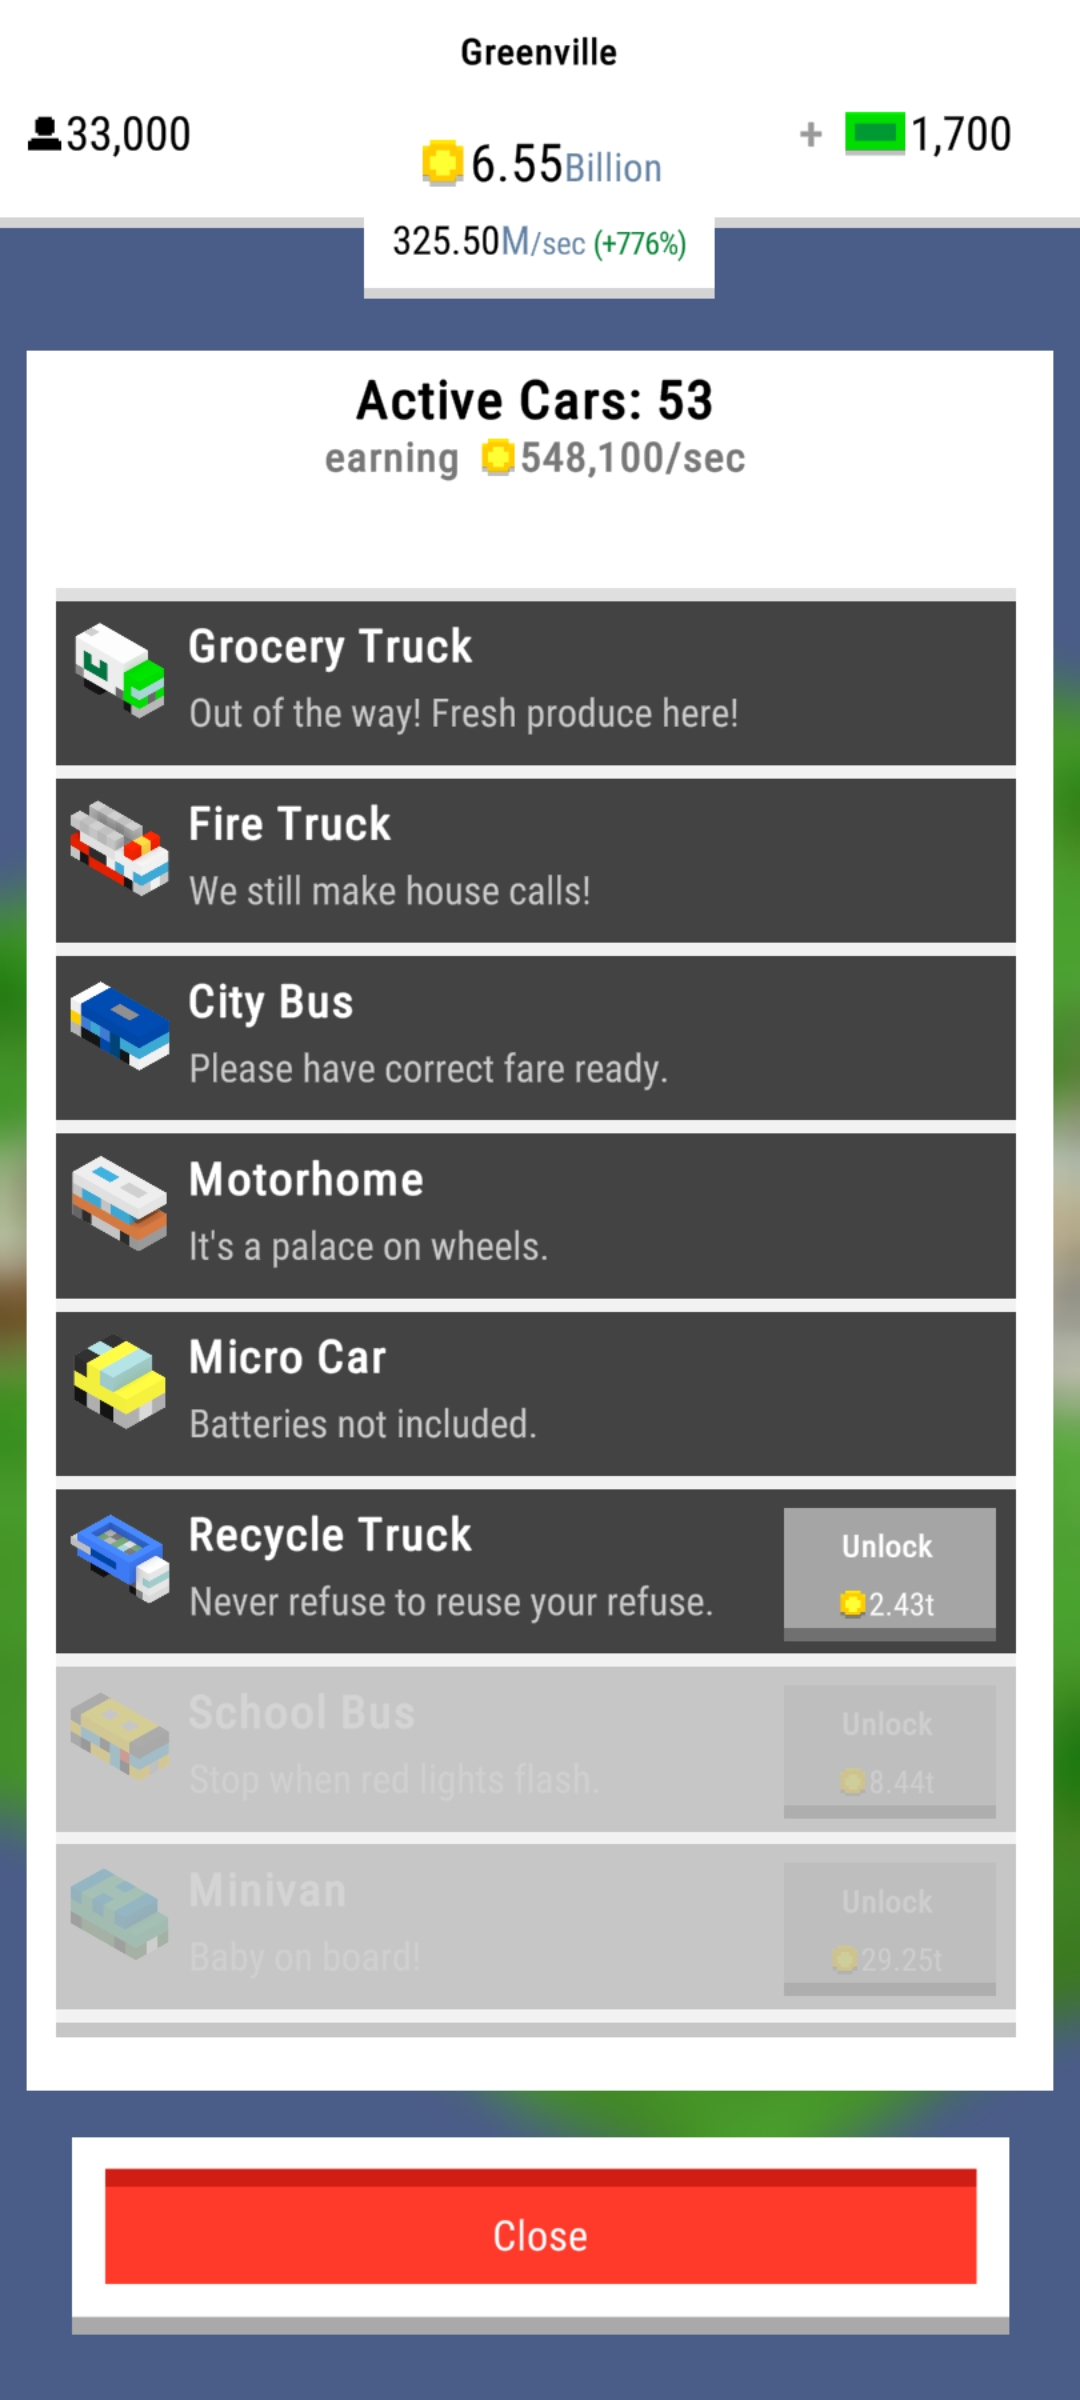 Greenville
33,000
6.55Billion
+ 1,700
325.50M/sec (+776%)
Active Cars: 53
earning 548,100/sec
Grocery Truck
Out of the way! Fresh produce here!
Fire Truck
We still make house calls!
City Bus
Please have correct fare ready.
Motorhome
It's a palace on wheels.
Micro Car
Batteries not included.
Recycle Truck
Never refuse to reuse your refuse.
Unlock
2.43t
School Bus
Stop when red lights flash.
Unlock
8.44t
Minivan
Baby on board!
Unlock
29.25t
Close